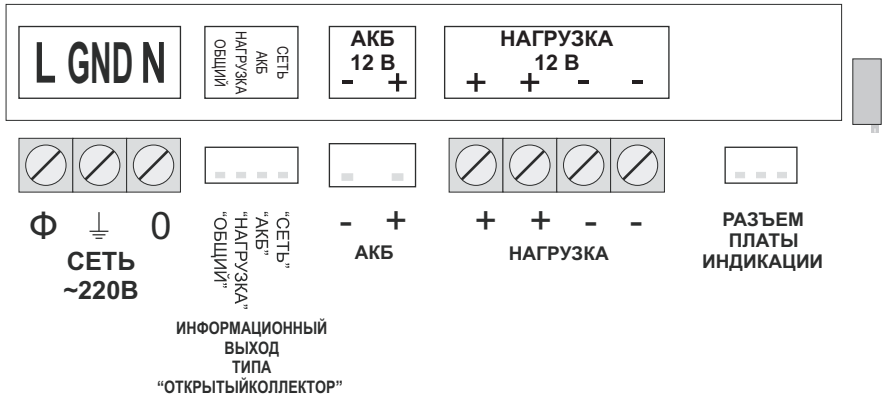 L GND N
ОБЩИЙ
НАГРУЗКА
АКБ
СЕТЬ
АКБ
12 В
- +
НАГРУЗКА
12 В
+ + - -
Ф ⏚ 0
СЕТЬ
~220В
“ОБЩИЙ”
“НАГРУЗКА”
“АКБ”
“СЕТЬ”
ИНФОРМАЦИОННЫЙ
ВЫХОД
ТИПА
“ОТКРЫТЫЙКОЛЛЕКТОР”
- +
АКБ
+ + - -
НАГРУЗКА
РАЗЪЕМ
ПЛАТЫ
ИНДИКАЦИИ